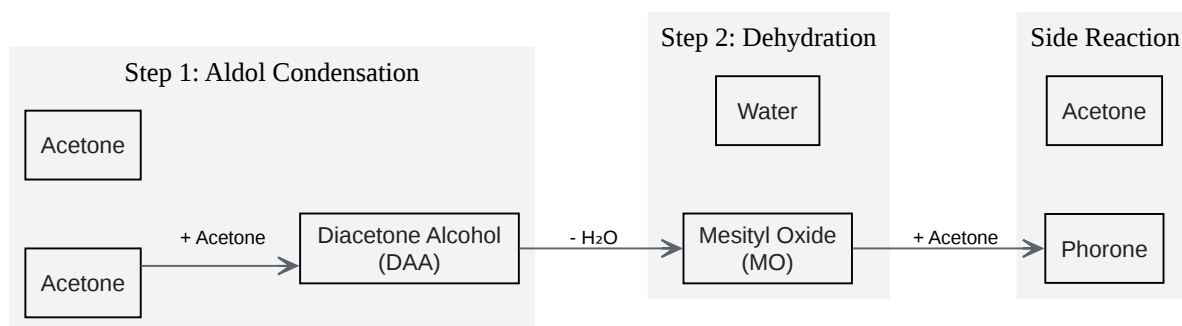 Step 1: Aldol Condensation
Acetone
Acetone
+ Acetone
Diacetone Alcohol
(DAA)
- H₂O
Step 2: Dehydration
Water
Mesityl Oxide
(MO)
+ Acetone
Side Reaction
Acetone
Phorone